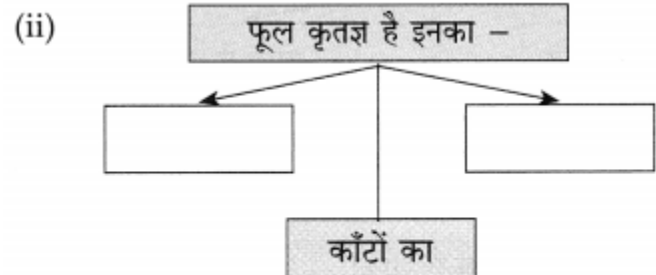 (ii)
फूल कृतज्ञ है इनका –
काँटों का